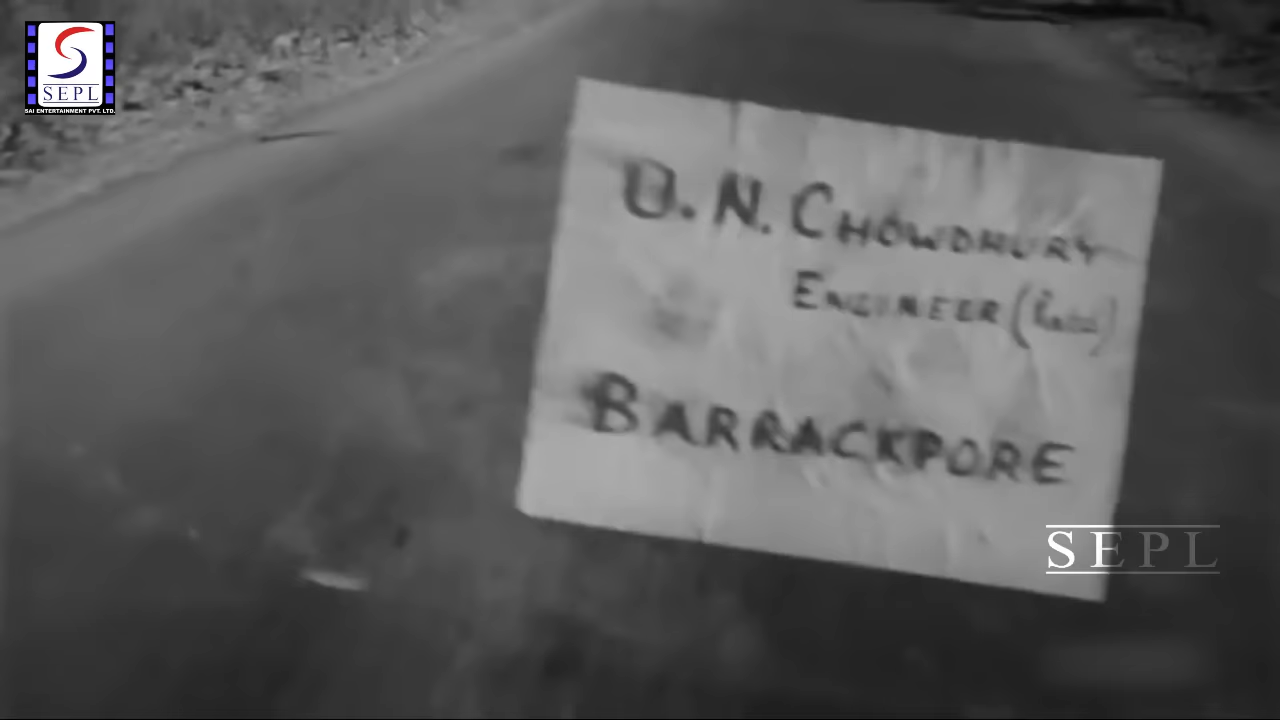 SEPL
SAI ENTERTAINMENT PVT. LTD.
D. N. CHOWDHURY
ENGINEER
BARRACKPORE
SEPL